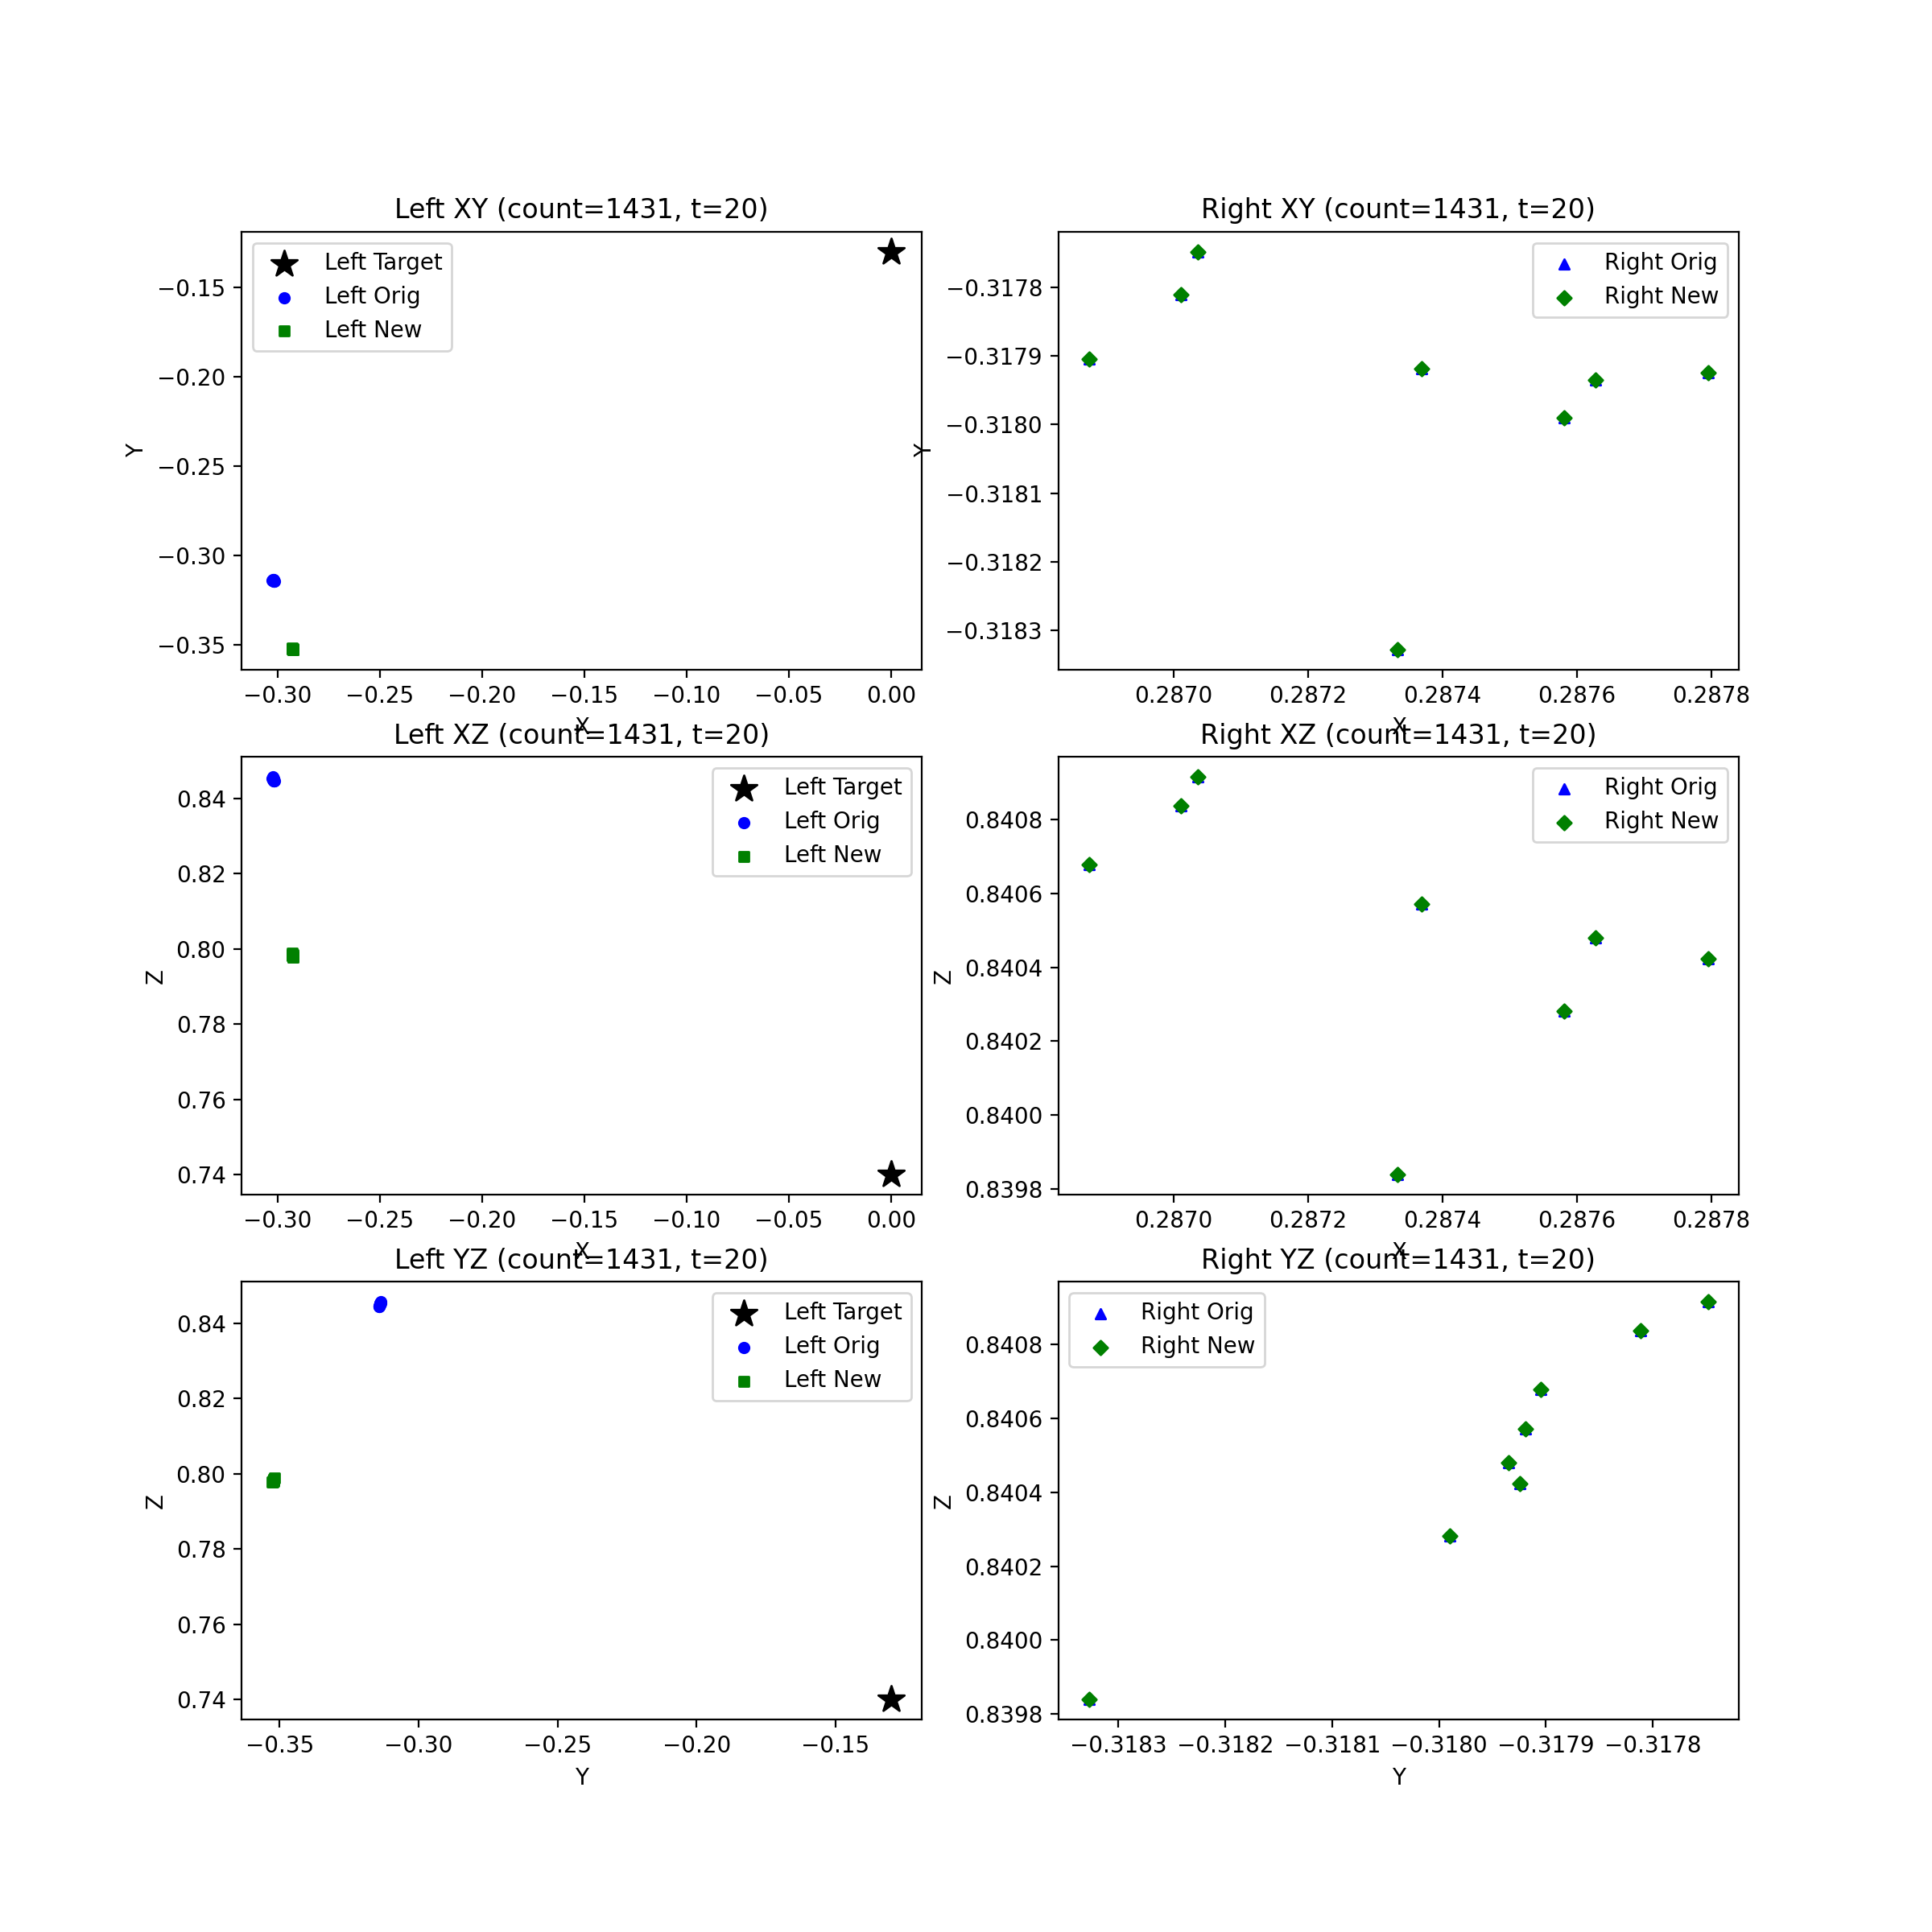 Left XY (count=1431, t=20)
Left Target
Left Orig
Left New
−0.15
−0.20
−0.25
−0.30
−0.35
Y
−0.30 −0.25 −0.20 −0.15 −0.10 −0.05 0.00
X
Right XY (count=1431, t=20)
Right Orig
Right New
−0.3178
−0.3179
−0.3180
−0.3181
−0.3182
−0.3183
Y
0.2870 0.2872 0.2874 0.2876 0.2878
X
Left XZ (count=1431, t=20)
Left Target
Left Orig
Left New
0.84
0.82
0.80
0.78
0.76
0.74
Z
−0.30 −0.25 −0.20 −0.15 −0.10 −0.05 0.00
X
Right XZ (count=1431, t=20)
Right Orig
Right New
0.8408
0.8406
0.8404
0.8402
0.8400
0.8398
Z
0.2870 0.2872 0.2874 0.2876 0.2878
X
Left YZ (count=1431, t=20)
Left Target
Left Orig
Left New
0.84
0.82
0.80
0.78
0.76
0.74
Z
−0.35 −0.30 −0.25 −0.20 −0.15
Y
Right YZ (count=1431, t=20)
Right Orig
Right New
0.8408
0.8406
0.8404
0.8402
0.8400
0.8398
Z
−0.3183 −0.3182 −0.3181 −0.3180 −0.3179 −0.3178
Y